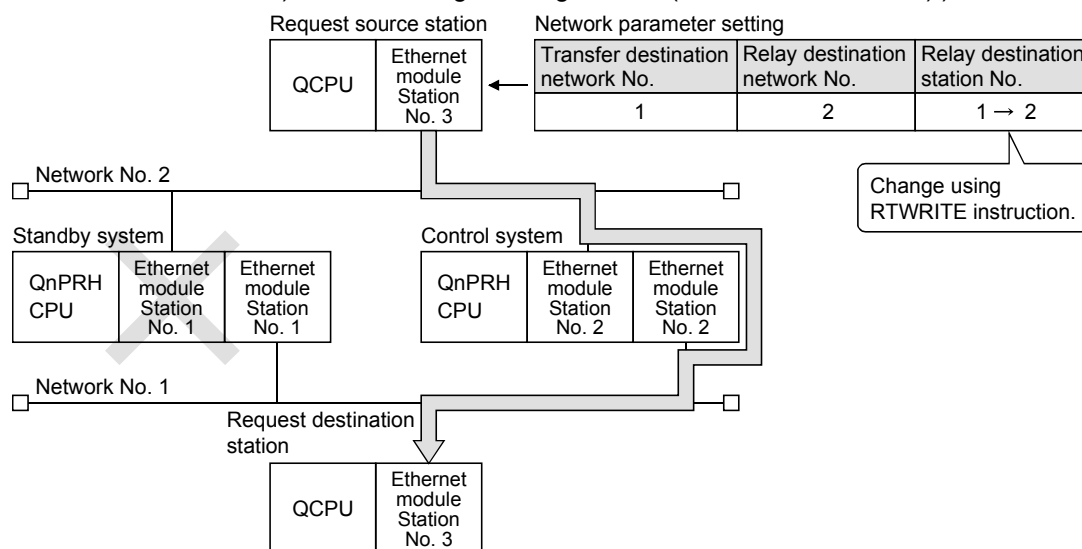 Request source station
Network parameter setting
QCPU
Ethernet
module
Station
No. 3
Transfer destination
network No.
Relay destination
network No.
Relay destination
station No.
1
2
1 → 2
Change using
RTWRITE instruction.
Network No. 2
Standby system
QnPRH
CPU
Ethernet
module
Station
No. 1
Ethernet
module
Station
No. 1
Control system
QnPRH
CPU
Ethernet
module
Station
No. 2
Ethernet
module
Station
No. 2
Network No. 1
Request destination
station
QCPU
Ethernet
module
Station
No. 3